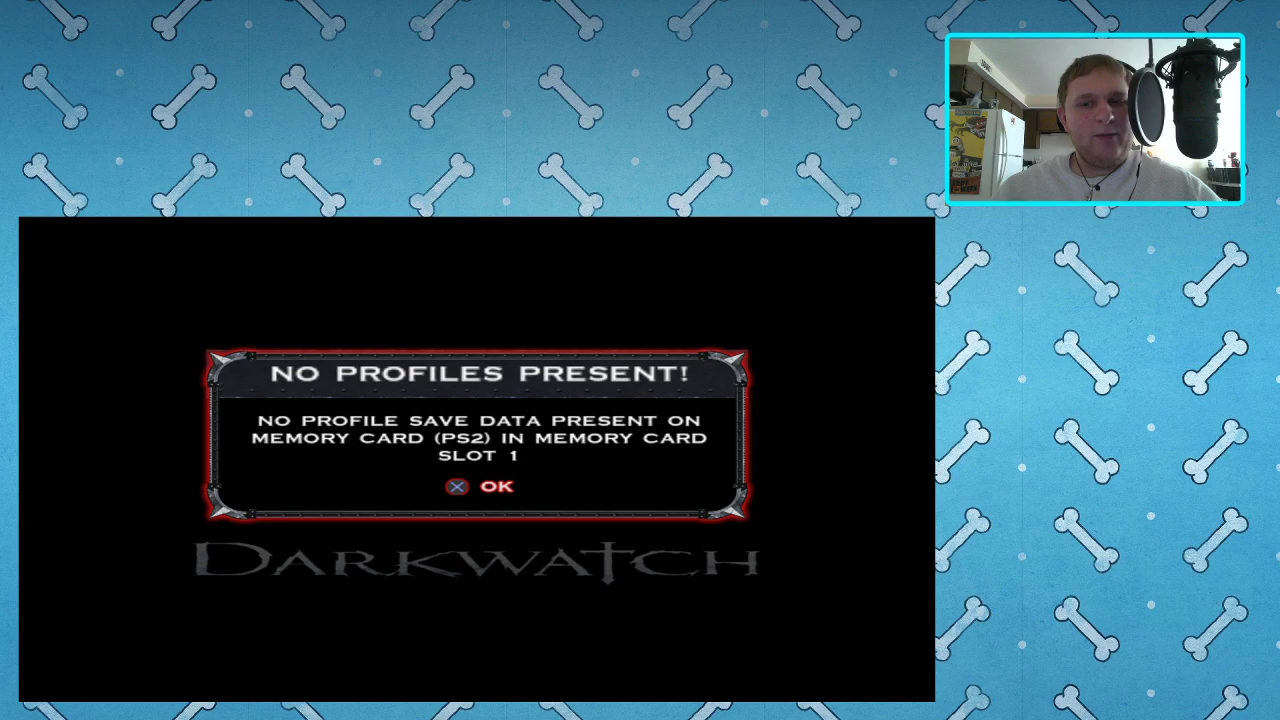 NO PROFILES PRESENT!
NO PROFILE SAVE DATA PRESENT ON
MEMORY CARD (PS2) IN MEMORY CARD
SLOT 1
OK
DARKWATCH